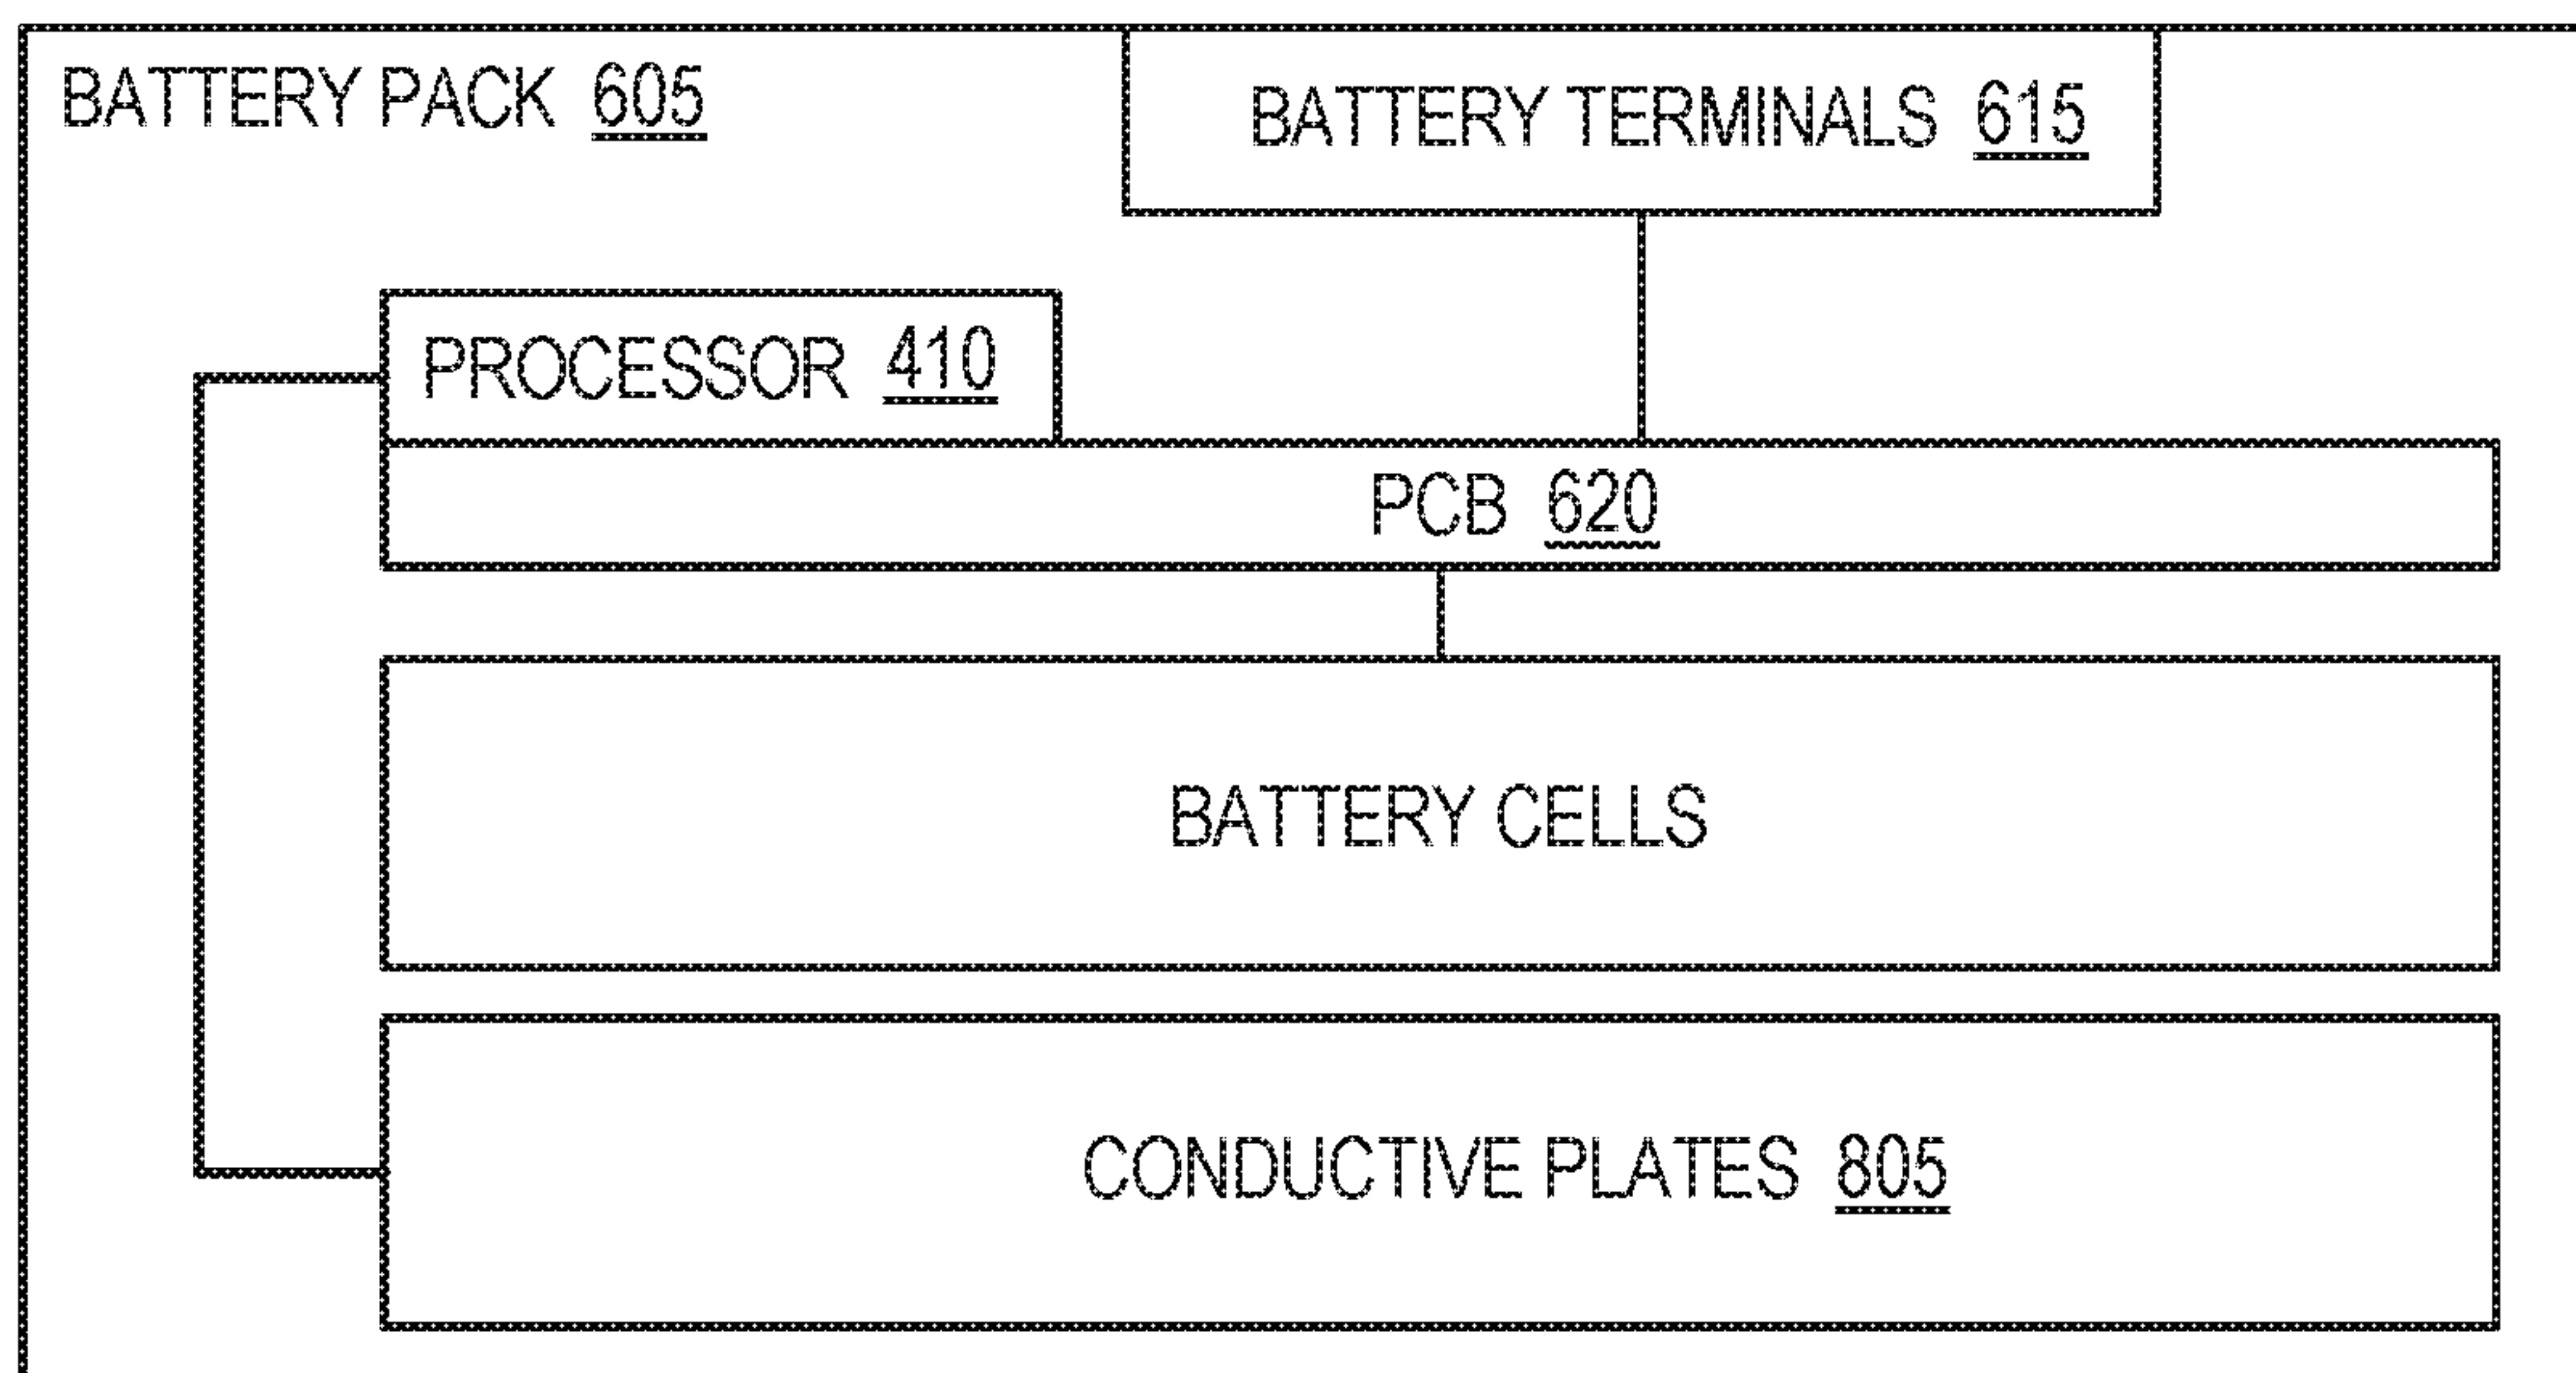 BATTERY PACK 605
BATTERY TERMINALS 615
PROCESSOR 410
PCB 620
BATTERY CELLS
CONDUCTIVE PLATES 805